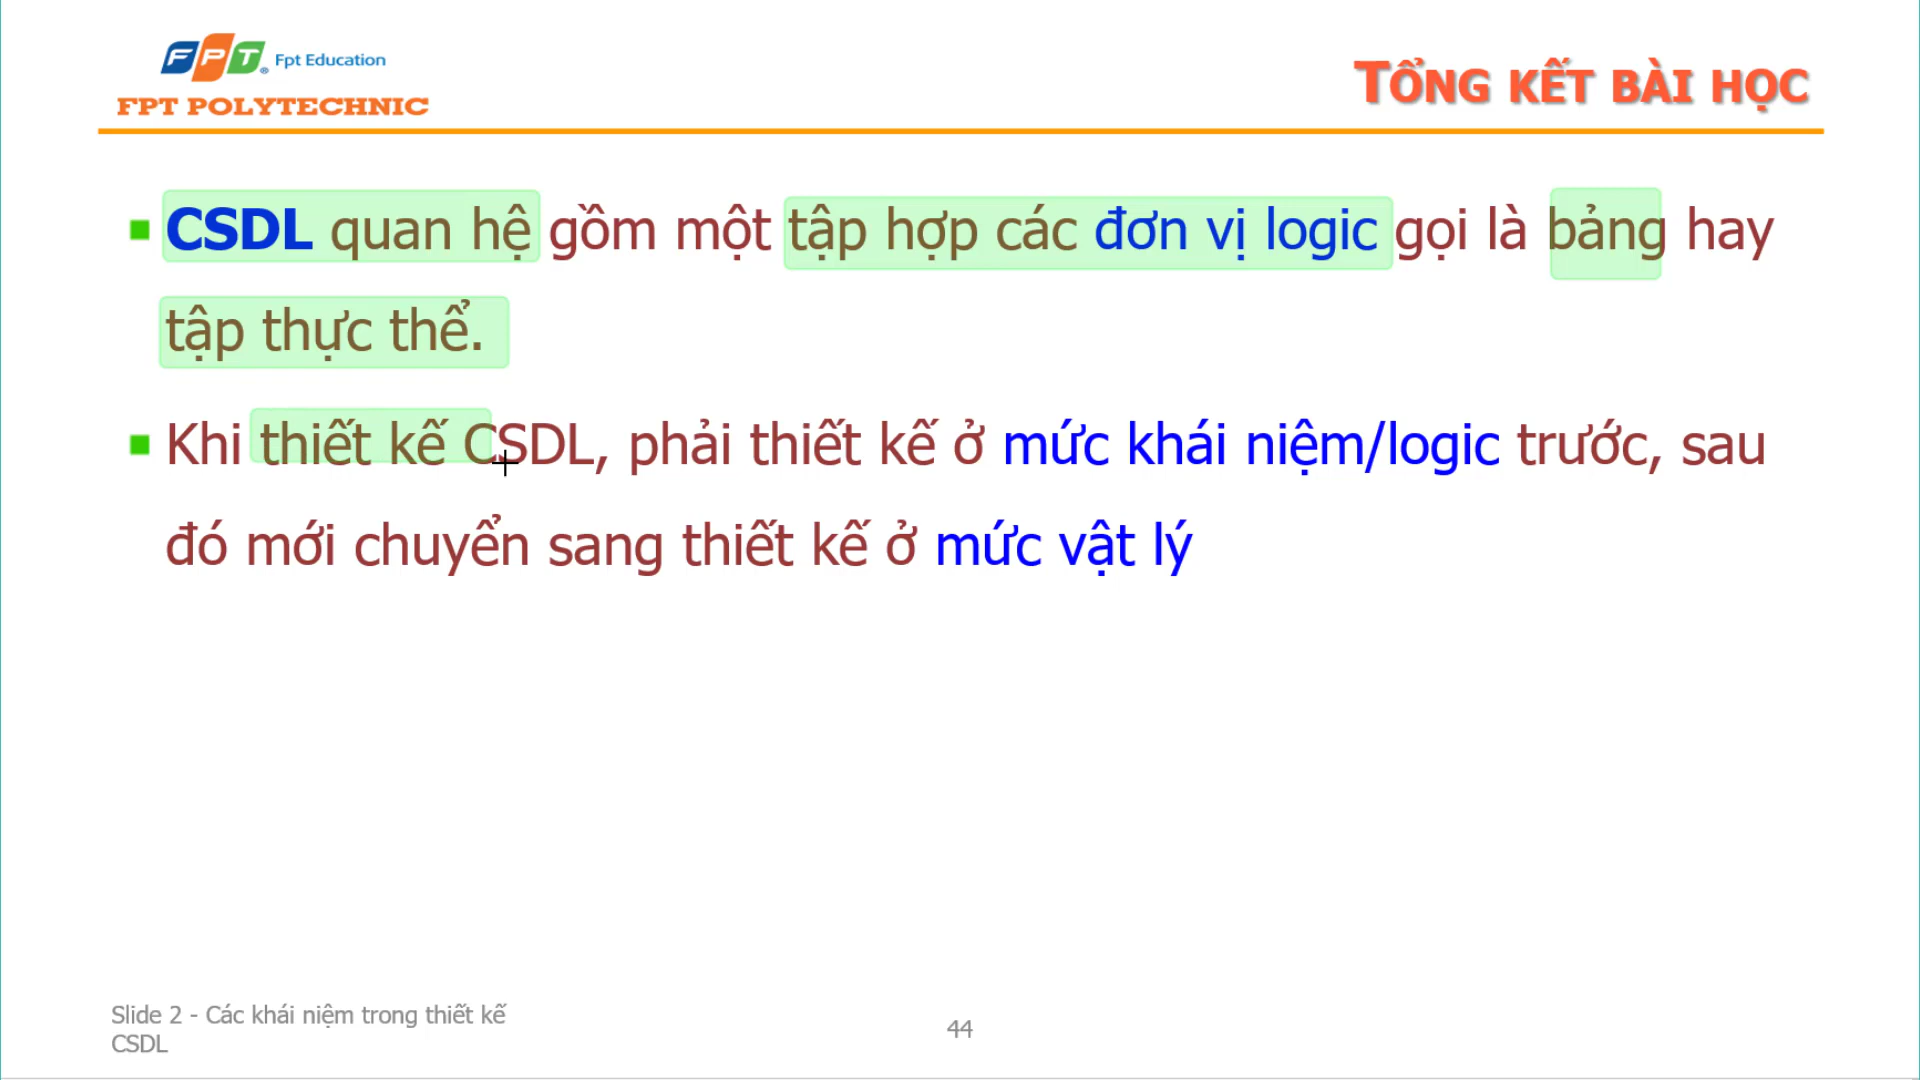 FPT Fpt Education
FPT POLYTECHNIC
TỔNG KẾT BÀI HỌC
CSDL quan hệ gồm một tập hợp các đơn vị logic gọi là bảng hay
tập thực thể.
Khi thiết kế CSDL, phải thiết kế ở mức khái niệm/logic trước, sau
đó mới chuyển sang thiết kế ở mức vật lý
Slide 2 - Các khái niệm trong thiết kế
CSDL
44